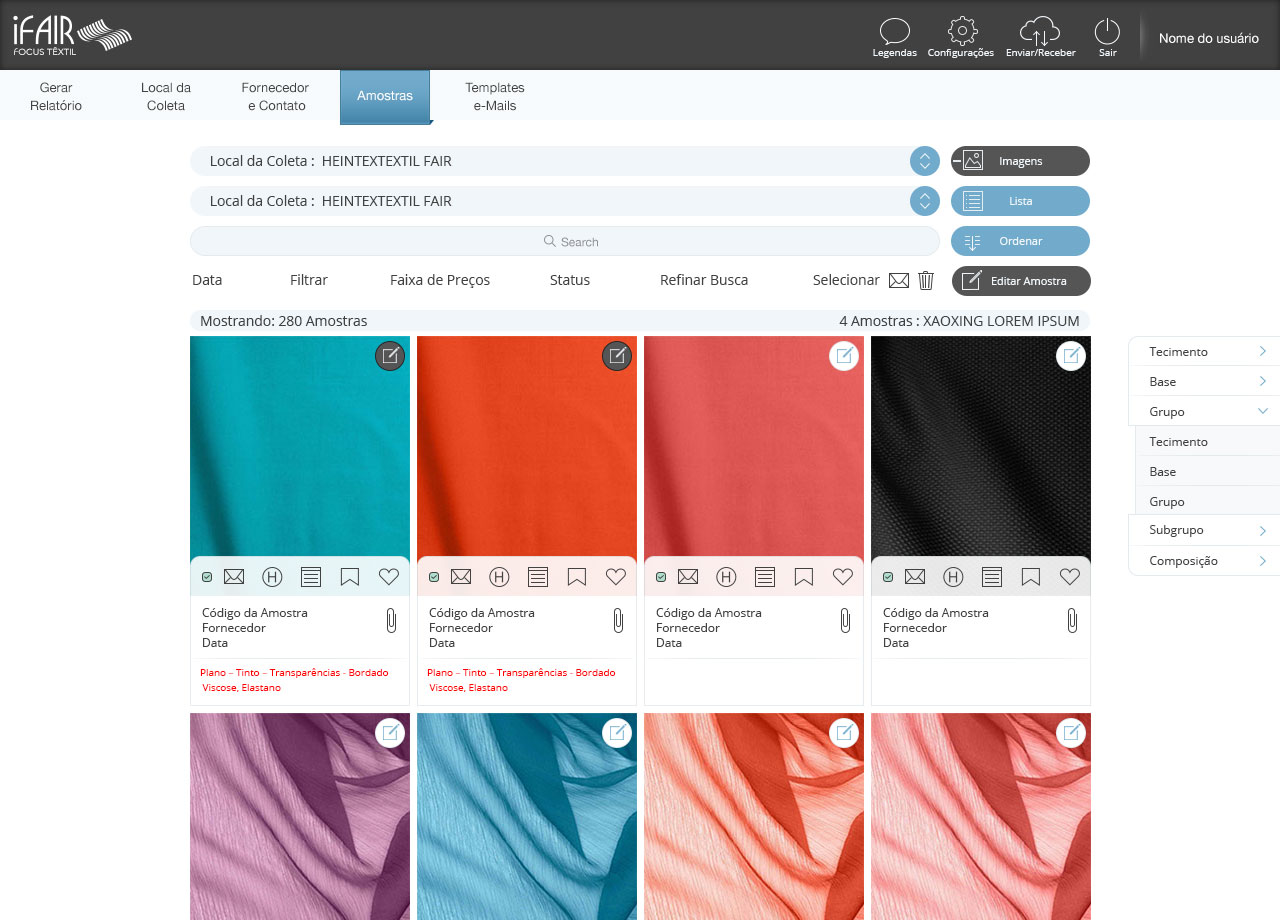 iFAIR
FOCUS TÊXTIL
Legendas
Configurações
Enviar/Receber
Sair
Nome do usuário
Gerar
Relatório
Local da
Coleta
Fornecedor
e Contato
Amostras
Templates
e-Mails
Local da Coleta : HEINTEXTEXTIL FAIR
Imagens
Local da Coleta : HEINTEXTEXTIL FAIR
Lista
Search
Ordenar
Data
Filtrar
Faixa de Preços
Status
Refinar Busca
Selecionar
Editar Amostra
Mostrando: 280 Amostras
4 Amostras : XAOXING LOREM IPSUM
H
Código da Amostra
Fornecedor
Data
Plano – Tinto – Transparências - Bordado
Viscose, Elastano
H
Código da Amostra
Fornecedor
Data
Plano – Tinto – Transparências - Bordado
Viscose, Elastano
H
Código da Amostra
Fornecedor
Data
H
Código da Amostra
Fornecedor
Data
Tecimento
Base
Grupo
Tecimento
Base
Grupo
Subgrupo
Composição